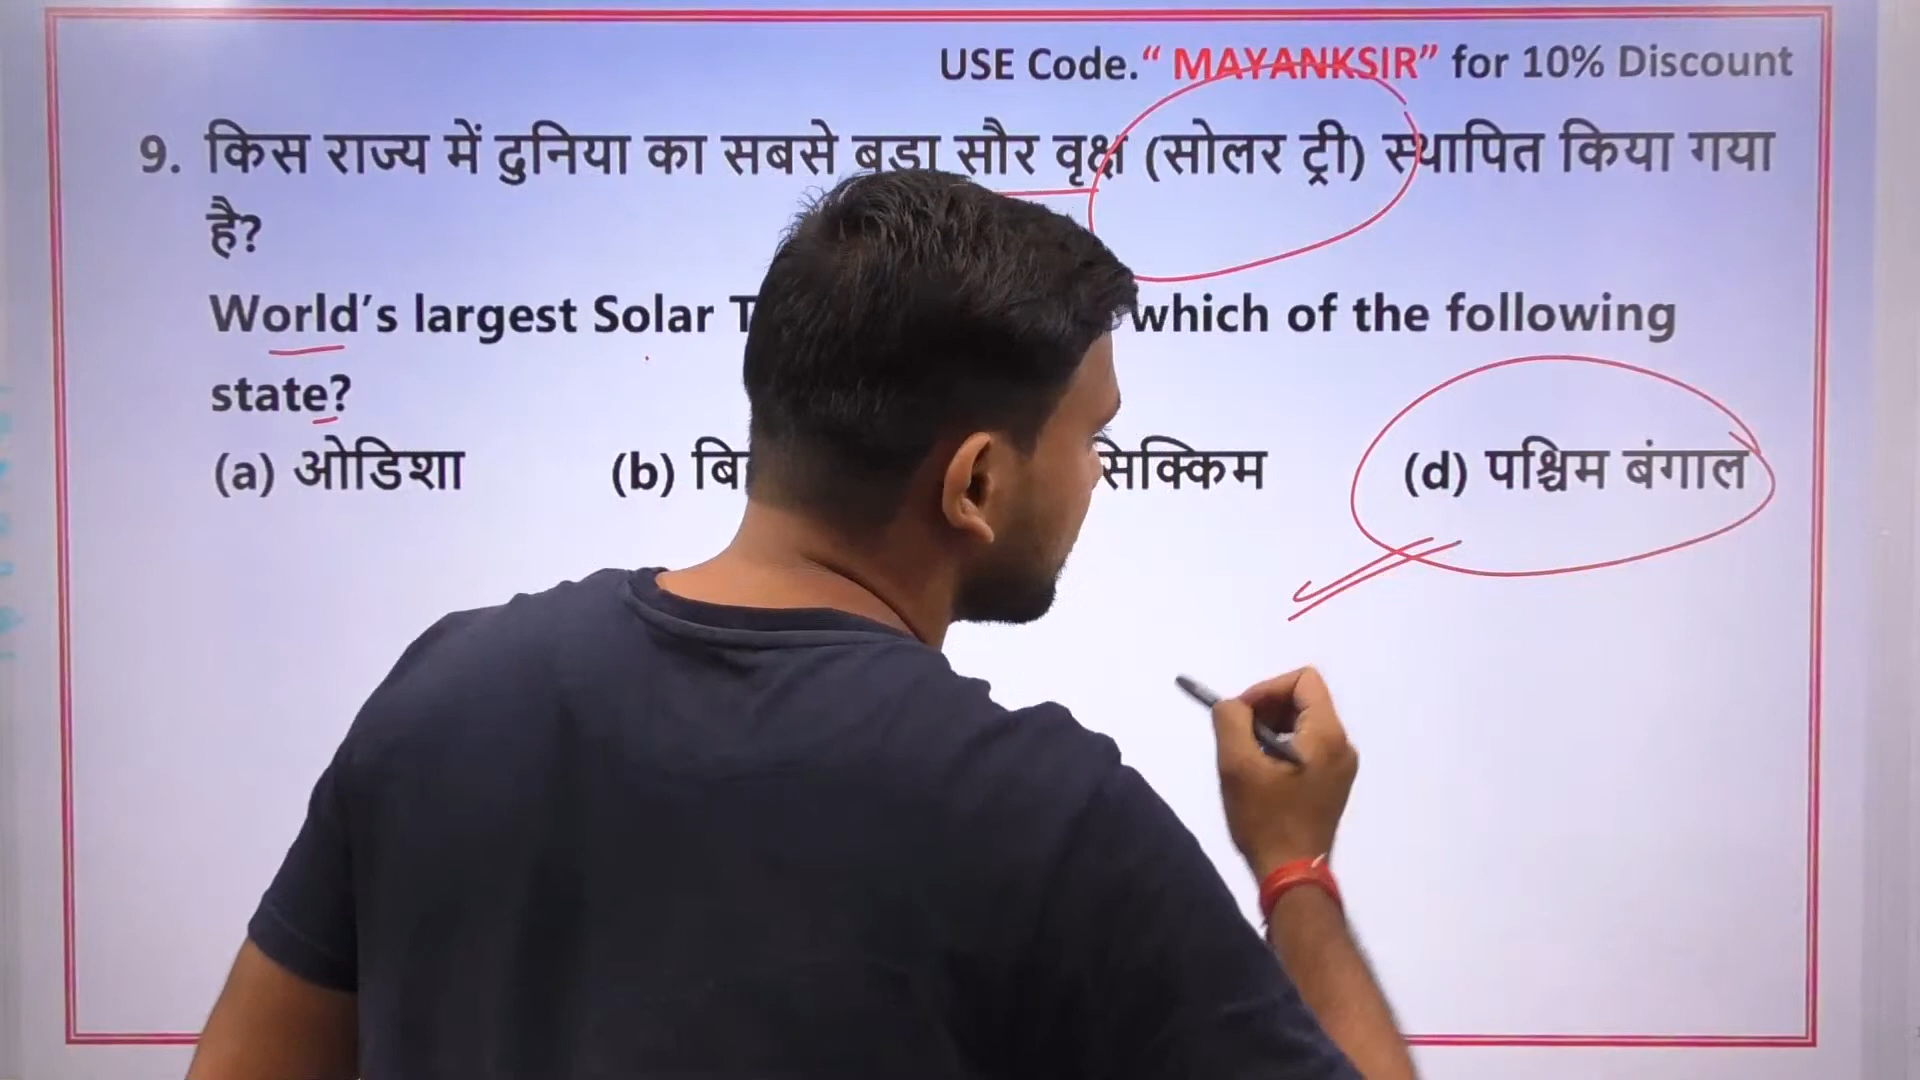 USE Code.“ MAYANKSIR” for 10% Discount
9. किस राज्य में दुनिया का सबसे बड़ा सौर वृक्ष (सोलर ट्री) स्थापित किया गया
है?
World’s largest Solar which of the following
state?
(a) ओडिशा (b) सिक्किम (d) पश्चिम बंगाल